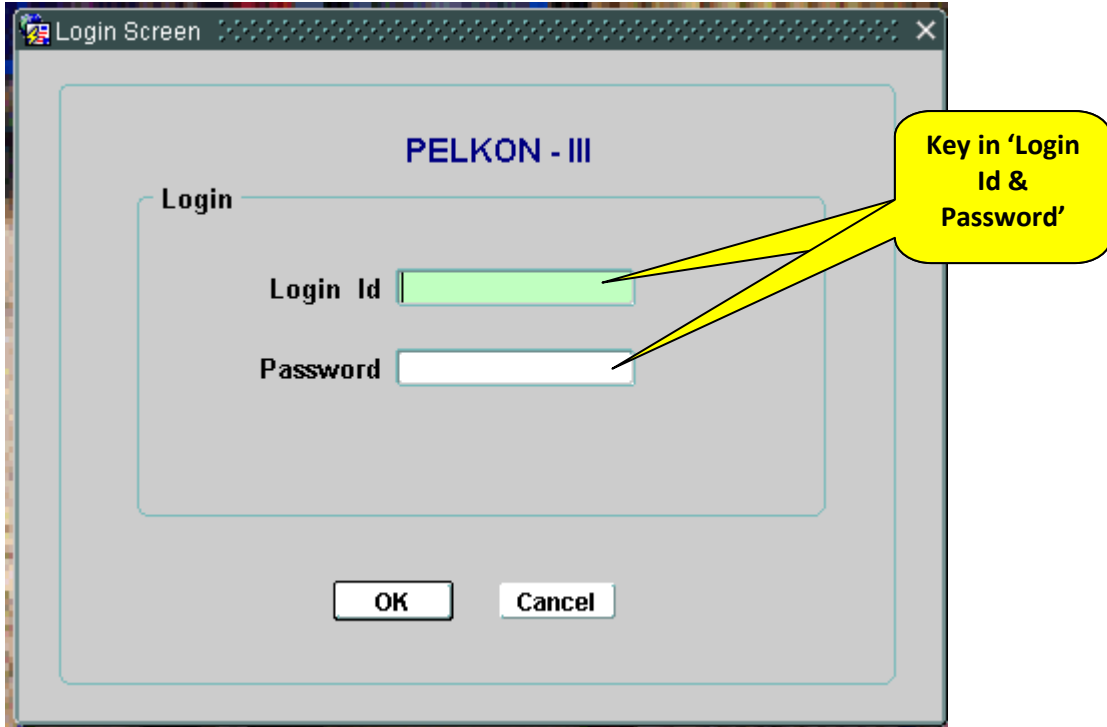 Login Screen
PELKON - III
Login
Login Id
Password
OK Cancel
Key in ‘Login
Id &
Password’